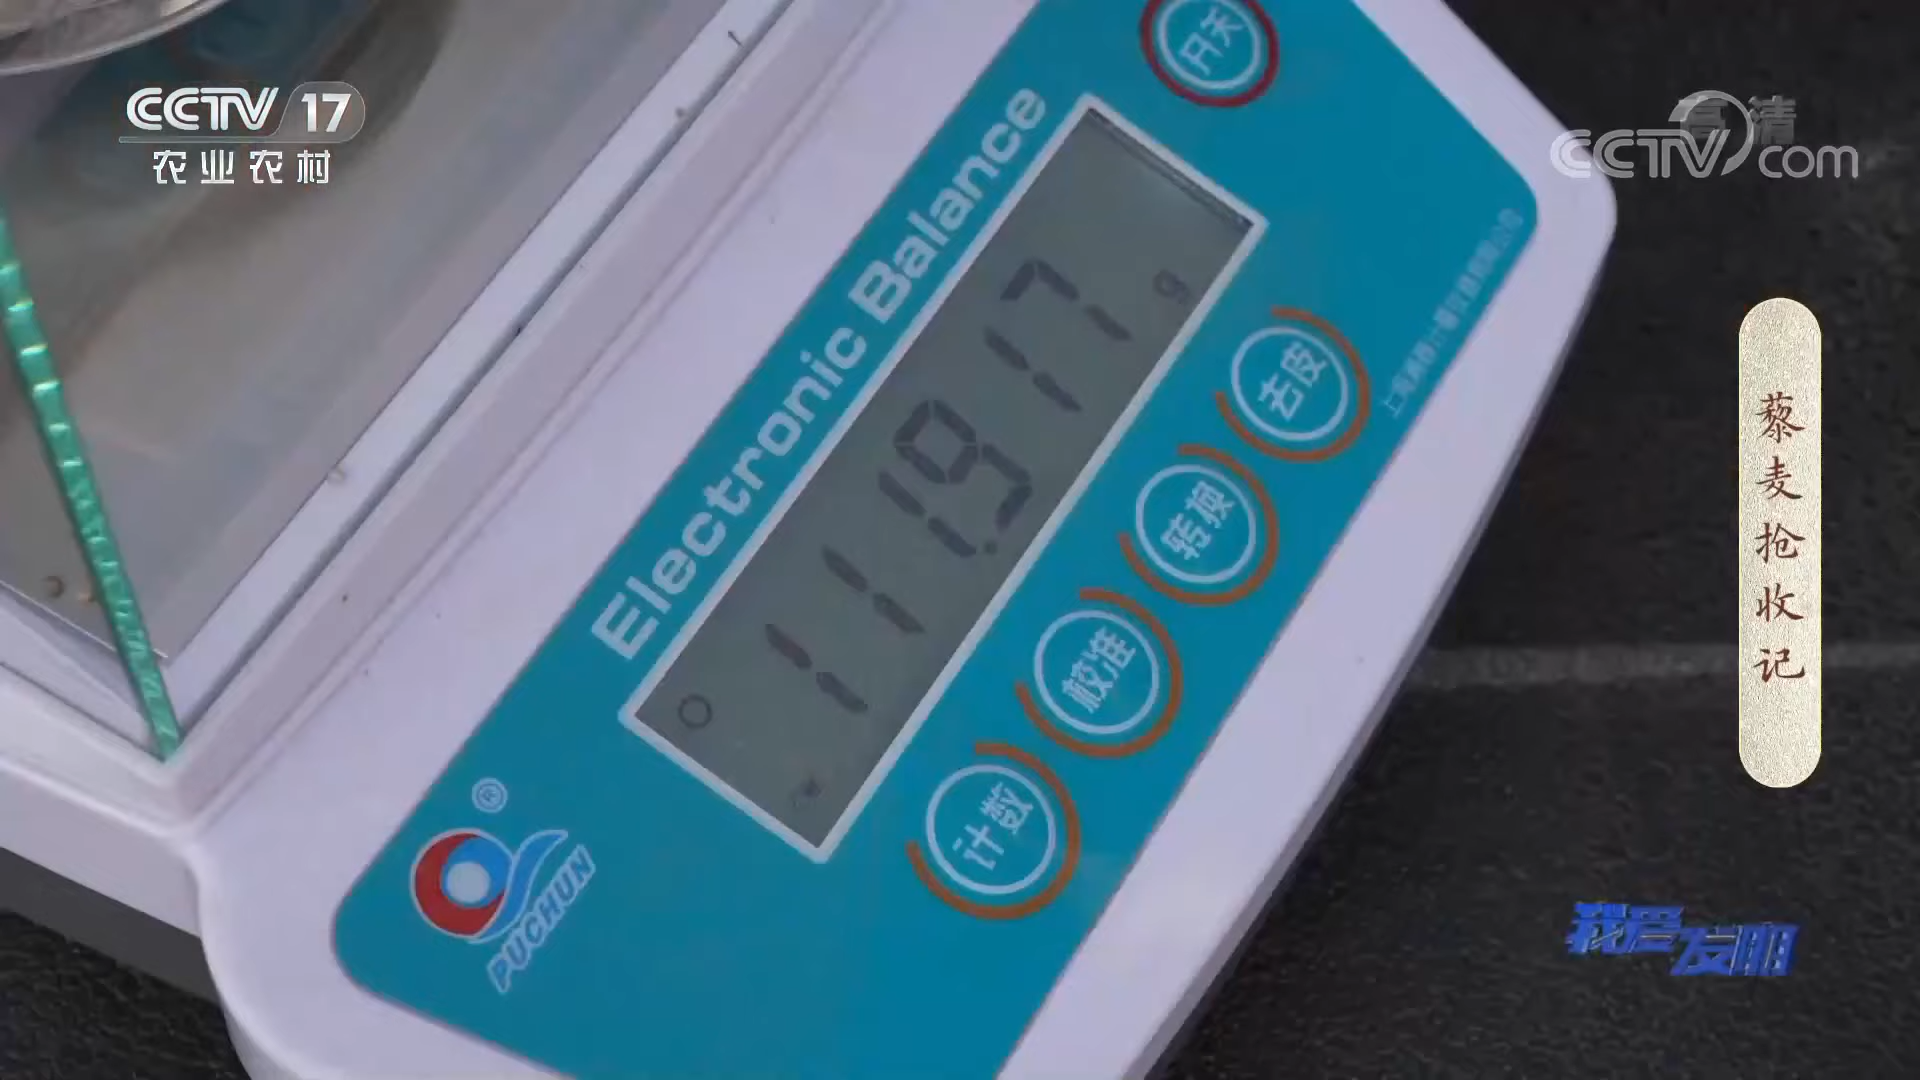 CCTV 17
农业农村
高清
CCTV.com
开关
Electronic Balance
111.917 g
去皮
转换
校准
计数
®
PUCHUN
藜麦抢收记
我爱发明